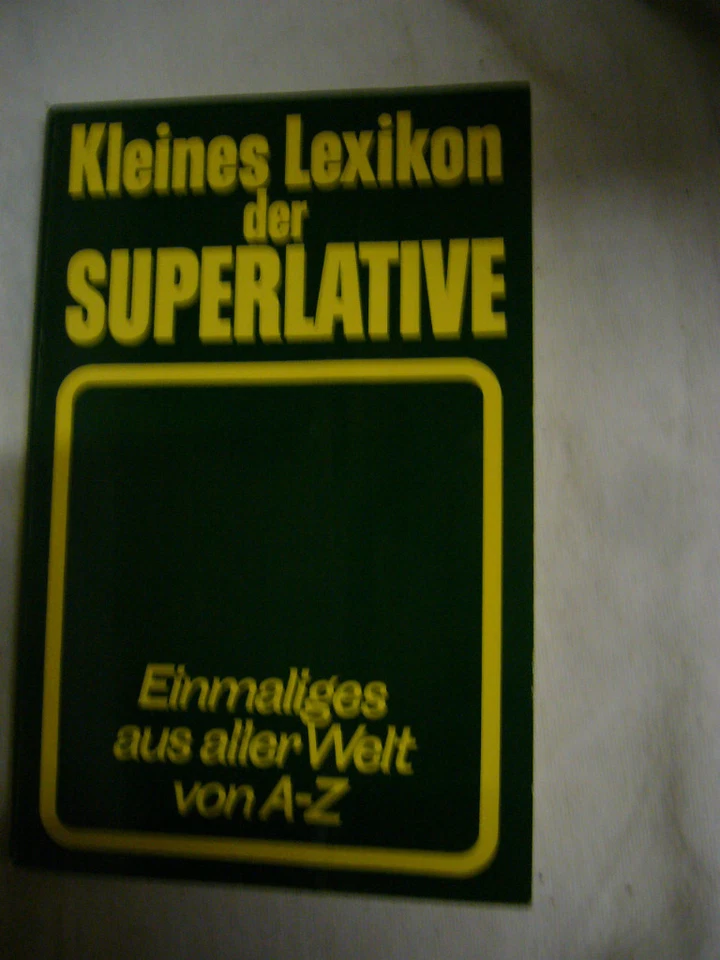 Kleines Lexikon
der
SUPERLATIVE
Einmaliges
aus aller Welt
von A-Z